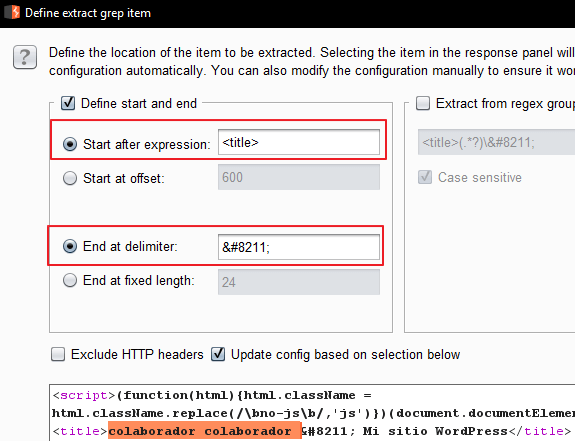 Define extract grep item
? Define the location of the item to be extracted. Selecting the item in the response panel will
configuration automatically. You can also modify the configuration manually to ensure it wo
Define start and end
Start after expression: <title>
Start at offset: 600
End at delimiter: &#8211;
End at fixed length: 24
Extract from regex group
<title>(.*?)\&#8211;
Case sensitive
Exclude HTTP headers Update config based on selection below
<script>(function(html){html.className =
html.className.replace(/\bno-js\b/,'js')})(document.documentElemen
<title>colaborador colaborador &#8211; Mi sitio WordPress</title>